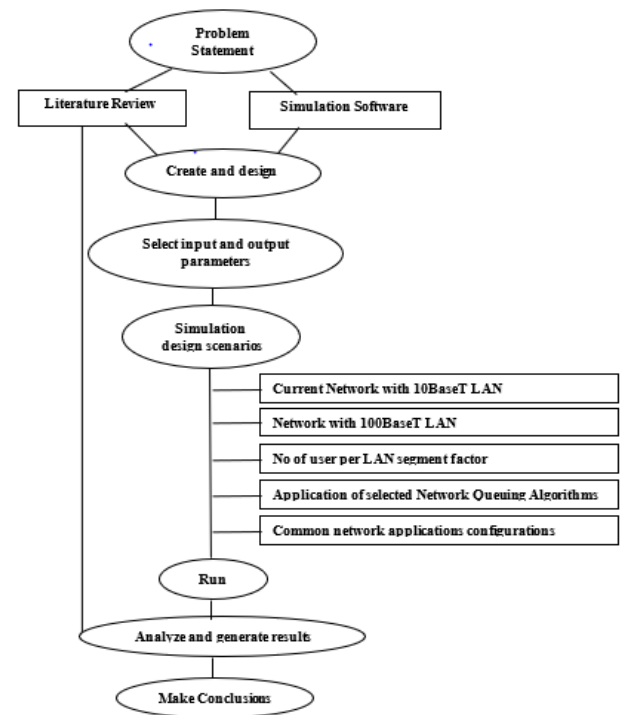 Problem
Statement
Literature Review
Simulation Software
Create and design
Select input and output
parameters
Simulation
design scenarios
Current Network with 10BaseT LAN
Network with 100BaseT LAN
No of user per LAN segment factor
Application of selected Network Queuing Algorithms
Common network applications configurations
Run
Analyze and generate results
Make Conclusions